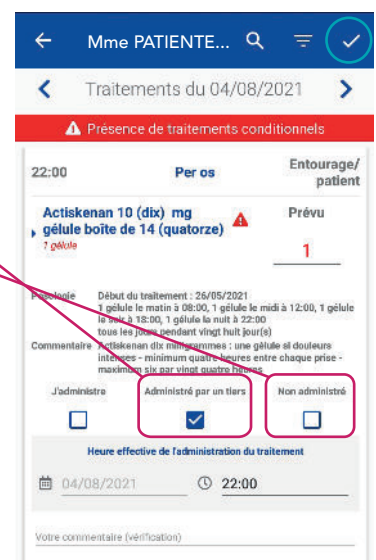 Mme PATIENTE...
Traitements du 04/08/2021
Présence de traitements conditionnels
22:00 Per os Entourage/
patient
Actiskenan 10 (dix) mg
gélule boîte de 14 (quatorze)
1 gélule
Prévu
1
Posologie Début du traitement : 26/05/2021
1 gélule le matin à 08:00, 1 gélule le midi à 12:00, 1 gélule
le soir à 18:00, 1 gélule la nuit à 22:00
tous les jours pendant vingt huit jour(s)
Commentaire Actiskenan dix milligrammes : une gélule si douleurs
intenses - minimum quatre heures entre chaque prise -
maximum six par vingt quatre heures
J'administre Administré par un tiers Non administré
Heure effective de l'administration du traitement
04/08/2021 22:00
Votre commentaire (vérification)